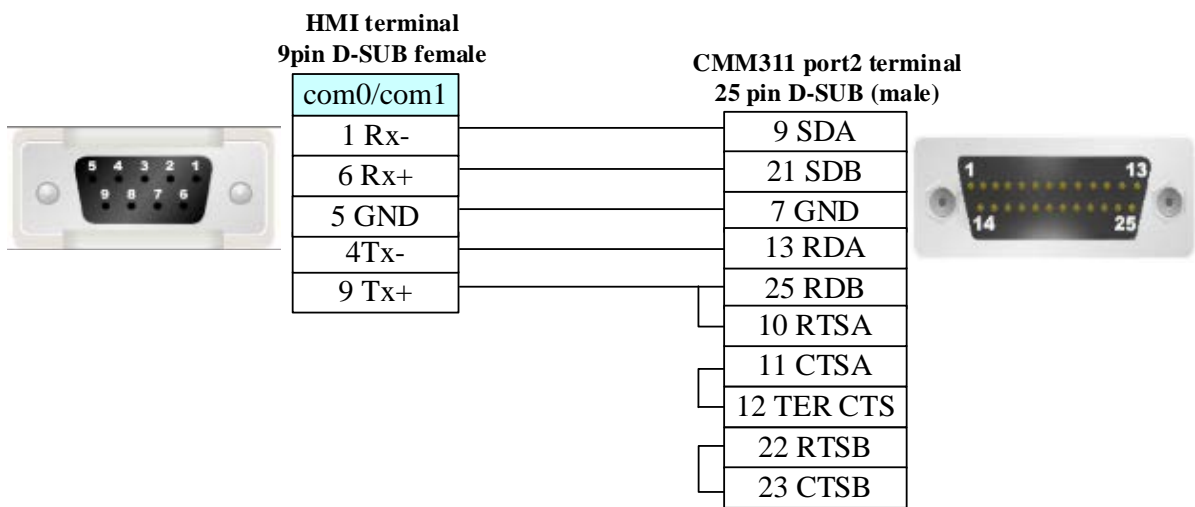 HMI terminal
9pin D-SUB female
com0/com1
1 Rx-
6 Rx+
5 GND
4Tx-
9 Tx+
CMM311 port2 terminal
25 pin D-SUB (male)
9 SDA
21 SDB
7 GND
13 RDA
25 RDB
10 RTSA
11 CTSA
12 TER CTS
22 RTSB
23 CTSB
5 4 3 2 1
9 8 7 6
1 13
14 25